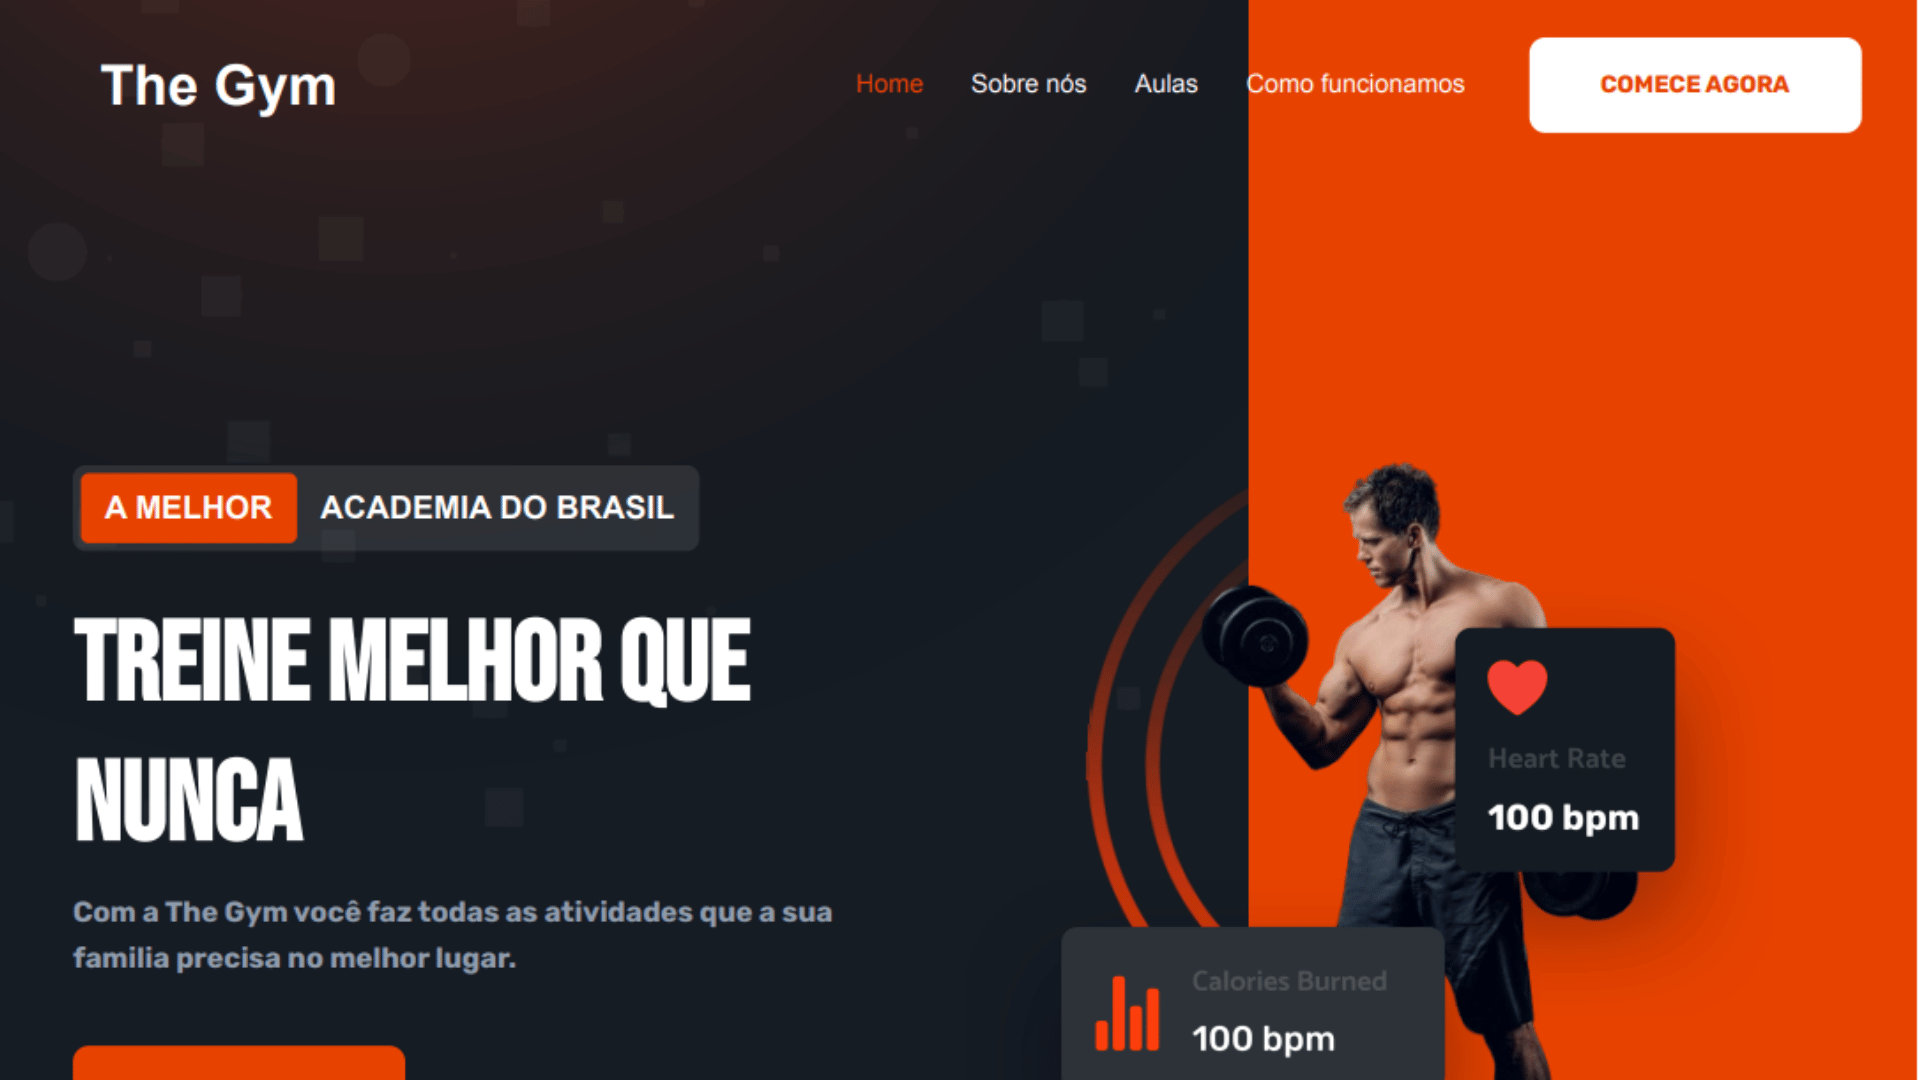 The Gym
Home Sobre nós Aulas Como funcionamos COMECE AGORA
A MELHOR ACADEMIA DO BRASIL
TREINE MELHOR QUE
NUNCA
Com a The Gym você faz todas as atividades que a sua
familia precisa no melhor lugar.
Heart Rate
100 bpm
Calories Burned
100 bpm